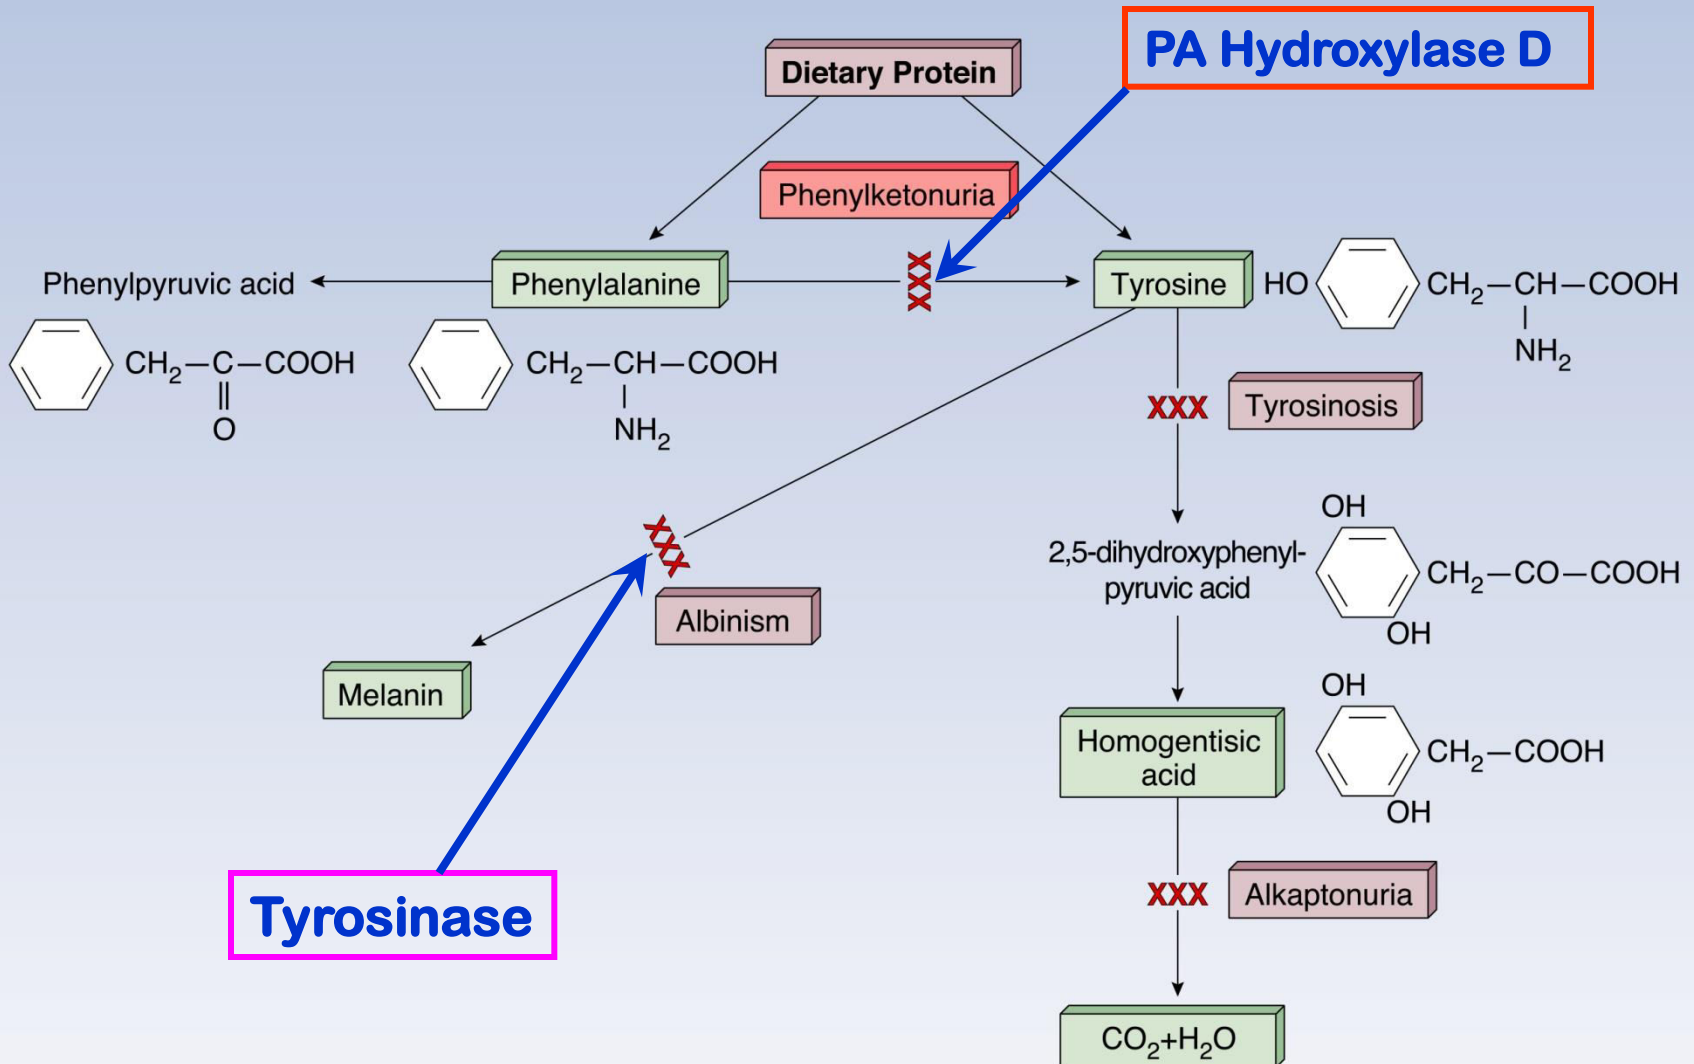 PA Hydroxylase D
Dietary Protein
Phenylketonuria
Phenylpyruvic acid
Phenylalanine
XXX
Tyrosine
HO
CH₂–CH–COOH
NH₂
CH₂–C–COOH
O
CH₂–CH–COOH
NH₂
XXX
Tyrosinosis
XXX
Albinism
Melanin
OH
2,5-dihydroxyphenyl-
pyruvic acid
CH₂–CO–COOH
OH
OH
Homogentisic
acid
CH₂–COOH
OH
Tyrosinase
XXX
Alkaptonuria
CO₂+H₂O